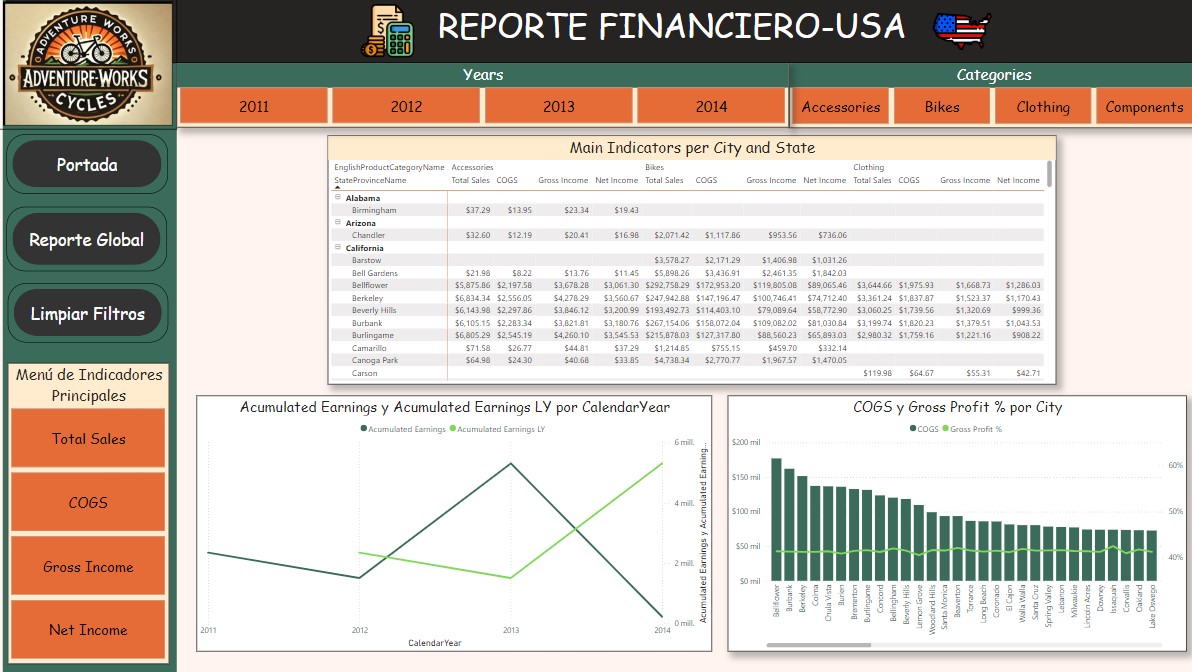 ADVENTURE WORKS
ADVENTURE-WORKS
CYCLES
REPORTE FINANCIERO-USA
Years
Categories
2011 2012 2013 2014 Accessories Bikes Clothing Components
Portada
Reporte Global
Limpiar Filtros
Menú de Indicadores
Principales
Total Sales
COGS
Gross Income
Net Income
Main Indicators per City and State
EnglishProductCategoryName Accessories Bikes Clothing
StateProvinceName Total Sales COGS Gross Income Net Income Total Sales COGS Gross Income Net Income Total Sales COGS Gross Income Net Income
Alabama
Birmingham $37.29 $13.95 $23.34 $19.43
Arizona
Chandler $32.60 $12.19 $20.41 $16.98 $2,071.42 $1,117.86 $953.56 $736.06
California
Barstow $3,578.27 $2,171.29 $1,406.98 $1,031.26
Bell Gardens $21.98 $8.22 $13.76 $11.45 $5,898.26 $3,436.91 $2,461.35 $1,842.03
Bellflower $5,875.86 $2,197.58 $3,678.28 $3,061.30 $292,758.29 $172,953.20 $119,805.08 $89,065.46 $3,644.66 $1,975.93 $1,668.73 $1,286.03
Berkeley $6,834.34 $2,556.05 $4,278.29 $3,560.67 $247,942.88 $147,196.47 $100,746.41 $74,712.40 $3,361.24 $1,837.87 $1,523.37 $1,170.43
Beverly Hills $6,143.98 $2,297.86 $3,846.12 $3,200.99 $193,492.73 $114,403.10 $79,089.64 $58,772.90 $3,060.25 $1,739.56 $1,320.69 $999.36
Burbank $6,105.15 $2,283.34 $3,821.81 $3,180.76 $267,154.06 $158,072.04 $109,082.02 $81,030.84 $3,199.74 $1,820.23 $1,379.51 $1,043.53
Burlingame $6,805.29 $2,545.19 $4,260.10 $3,545.53 $215,878.03 $127,317.80 $88,560.23 $65,893.03 $2,980.32 $1,759.16 $1,221.16 $908.22
Camarillo $71.58 $26.77 $44.81 $37.29 $1,214.85 $755.15 $459.70 $332.14
Canoga Park $64.98 $24.30 $40.68 $33.85 $4,738.34 $2,770.77 $1,967.57 $1,470.05
Carson $119.98 $64.67 $55.31 $42.71
Acumulated Earnings y Acumulated Earnings LY por CalendarYear
Acumulated Earnings Acumulated Earnings LY
6 mill.
4 mill.
2 mill.
0 mill.
Acumulated Earnings y Acumulated Earning...
2011 2012 2013 2014
CalendarYear
COGS y Gross Profit % por City
COGS Gross Profit %
$200 mil
$150 mil
$100 mil
$50 mil
$0 mil
60%
50%
40%
Bellflower
Burbank
Berkeley
Colma
Chula Vista
Burien
Bremerton
Burlingame
Concord
Bellingham
Beverly Hills
Lemon Grove
Woodland Hills
Santa Monica
Beaverton
Torrance
Long Beach
Coronado
El Cajon
Walla Walla
Santa Cruz
Spring Valley
Lebanon
Milwaukie
Lincoln Acres
Downey
Issaquah
Corvallis
Oakland
Lake Oswego